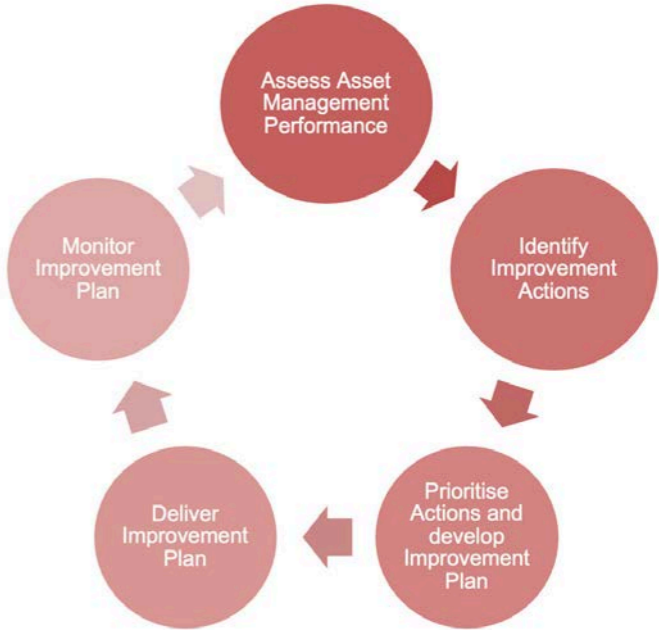 Assess Asset
Management
Performance
Identify
Improvement
Actions
Prioritise
Actions and
develop
Improvement
Plan
Deliver
Improvement
Plan
Monitor
Improvement
Plan